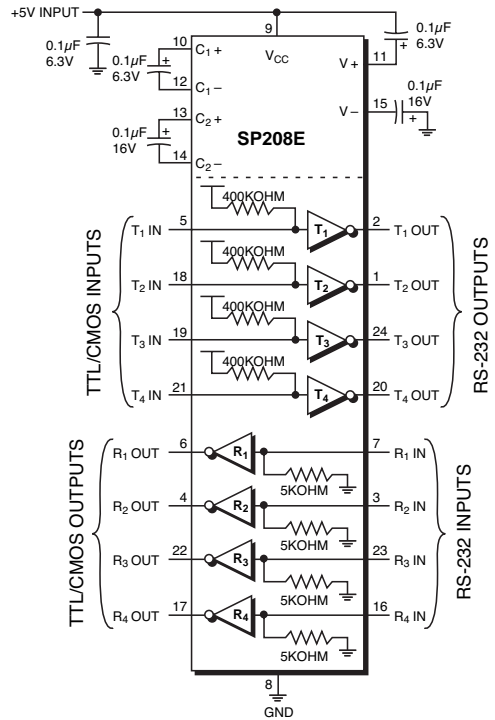 +5V INPUT
0.1µF
6.3V
9
VCC
0.1µF
6.3V
10
C1+
0.1µF
6.3V
12
C1–
11
V+
13
C2+
0.1µF
16V
14
C2–
15
V–
0.1µF
16V
SP208E
400KOHM
T1 IN
5
T1
2
T1 OUT
400KOHM
T2 IN
18
T2
1
T2 OUT
400KOHM
T3 IN
19
T3
24
T3 OUT
400KOHM
T4 IN
21
T4
20
T4 OUT
TTL/CMOS INPUTS
RS-232 OUTPUTS
R1 OUT
6
R1
7
R1 IN
5KOHM
R2 OUT
4
R2
3
R2 IN
5KOHM
R3 OUT
22
R3
23
R3 IN
5KOHM
R4 OUT
17
R4
16
R4 IN
5KOHM
TTL/CMOS OUTPUTS
RS-232 INPUTS
8
GND